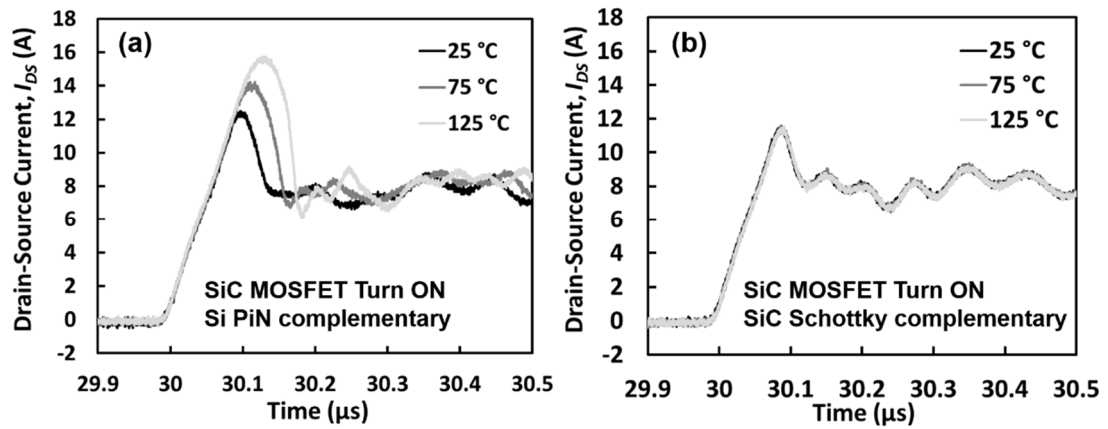 (a)
Drain-Source Current, I_DS (A)
18
16
14
12
10
8
6
4
2
0
-2
25 °C
75 °C
125 °C
SiC MOSFET Turn ON
Si PiN complementary
29.9
30
30.1
30.2
30.3
30.4
30.5
Time (μs)
(b)
Drain-Source Current, I_DS (A)
18
16
14
12
10
8
6
4
2
0
-2
25 °C
75 °C
125 °C
SiC MOSFET Turn ON
SiC Schottky complementary
29.9
30
30.1
30.2
30.3
30.4
30.5
Time (μs)